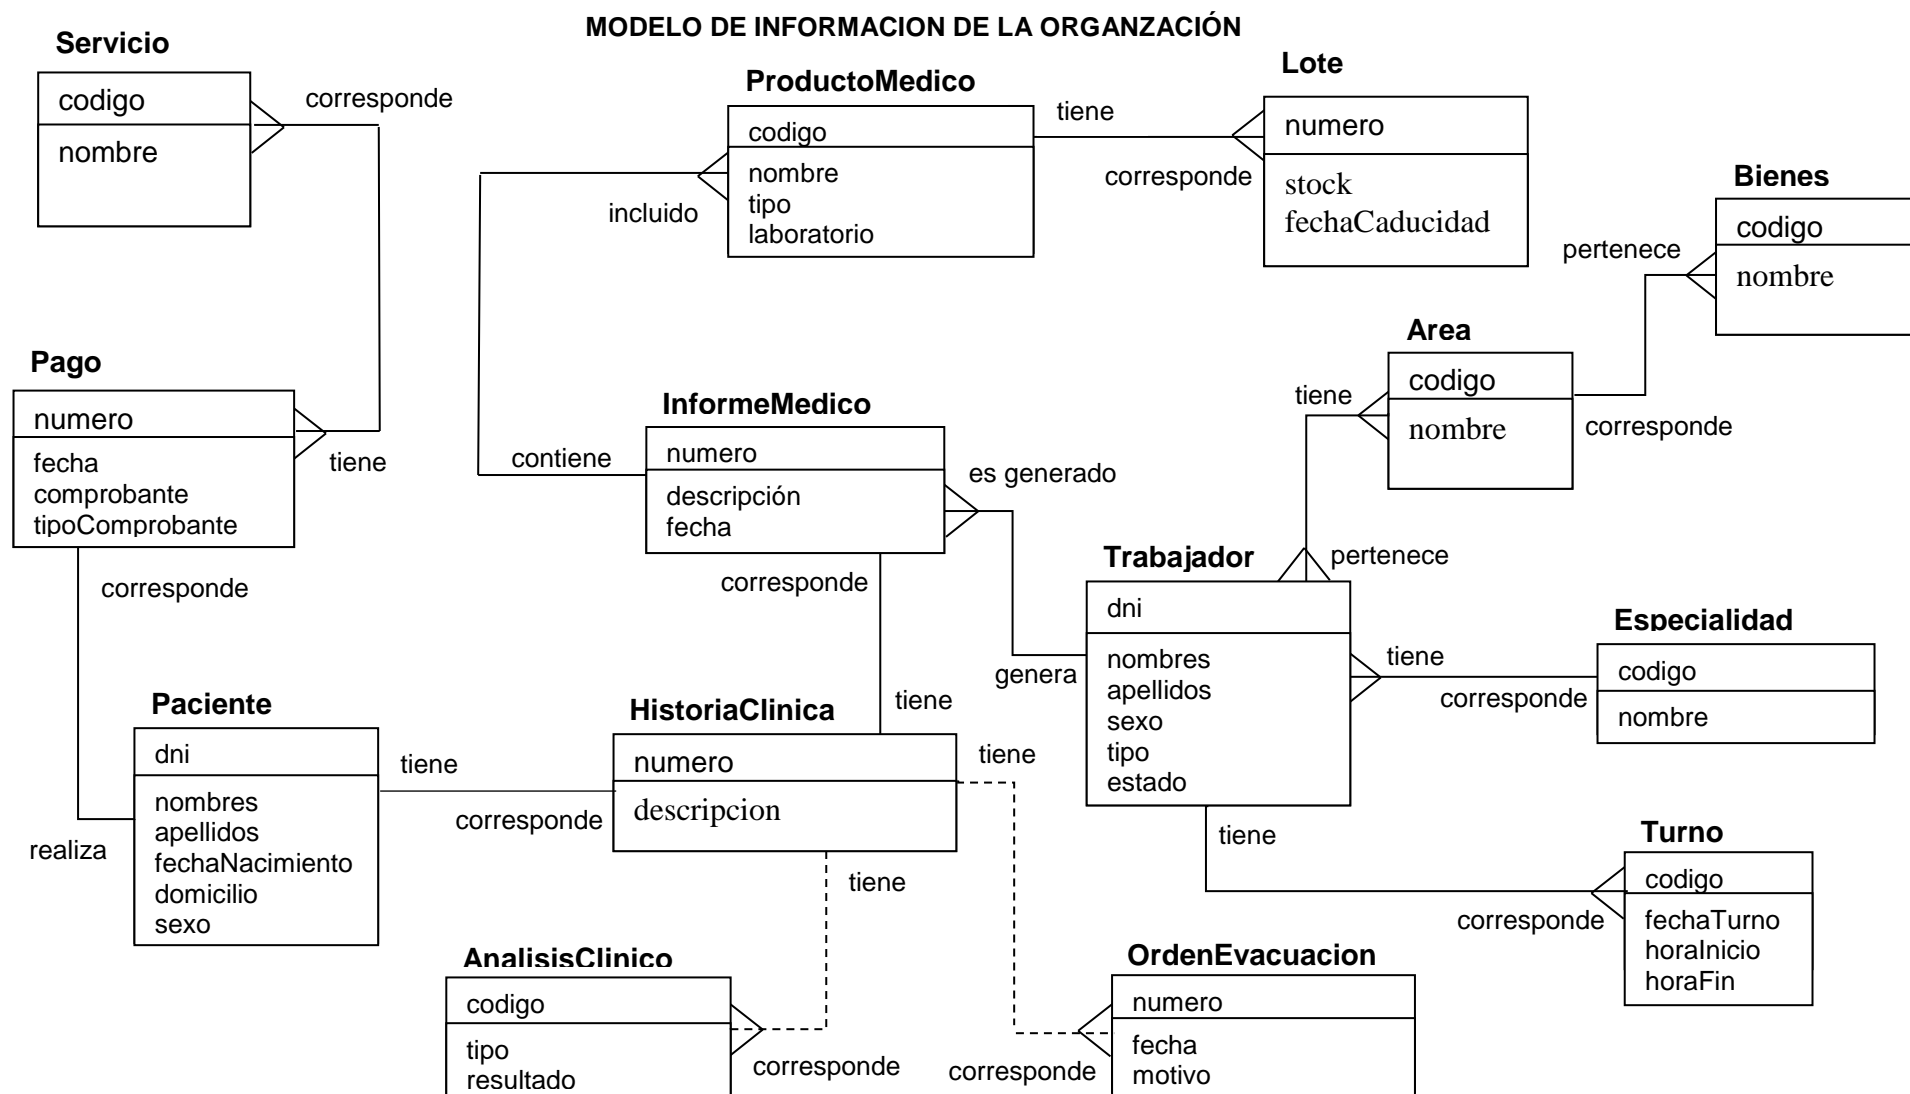 MODELO DE INFORMACION DE LA ORGANZACIÓN
Servicio
codigo
nombre
corresponde
ProductoMedico
codigo
nombre
tipo
laboratorio
tiene
corresponde
incluido
Lote
numero
stock
fechaCaducidad
Bienes
codigo
nombre
pertenece
Area
codigo
nombre
tiene
corresponde
Pago
numero
fecha
comprobante
tipoComprobante
tiene
corresponde
InformeMedico
numero
descripción
fecha
contiene
es generado
corresponde
genera
Trabajador
dni
nombres
apellidos
sexo
tipo
estado
pertenece
tiene
corresponde
Especialidad
codigo
nombre
Paciente
dni
nombres
apellidos
fechaNacimiento
domicilio
sexo
realiza
tiene
corresponde
HistoriaClinica
numero
descripcion
tiene
tiene
tiene
tiene
corresponde
Turno
codigo
fechaTurno
horaInicio
horaFin
AnalisisClinico
codigo
tipo
resultado
corresponde
OrdenEvacuacion
numero
fecha
motivo
corresponde